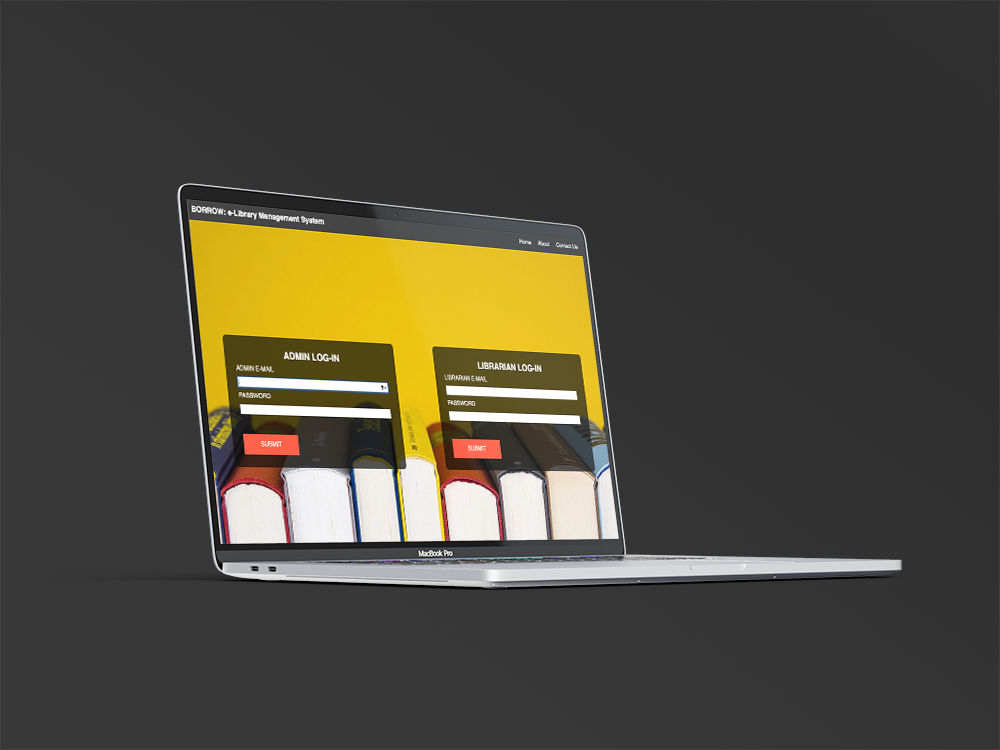 BORROW: e-Library Management System
Home About Contact Us
ADMIN LOG-IN
ADMIN E-MAIL
PASSWORD
SUBMIT
LIBRARIAN LOG-IN
LIBRARIAN E-MAIL
PASSWORD
SUBMIT
MacBook Pro